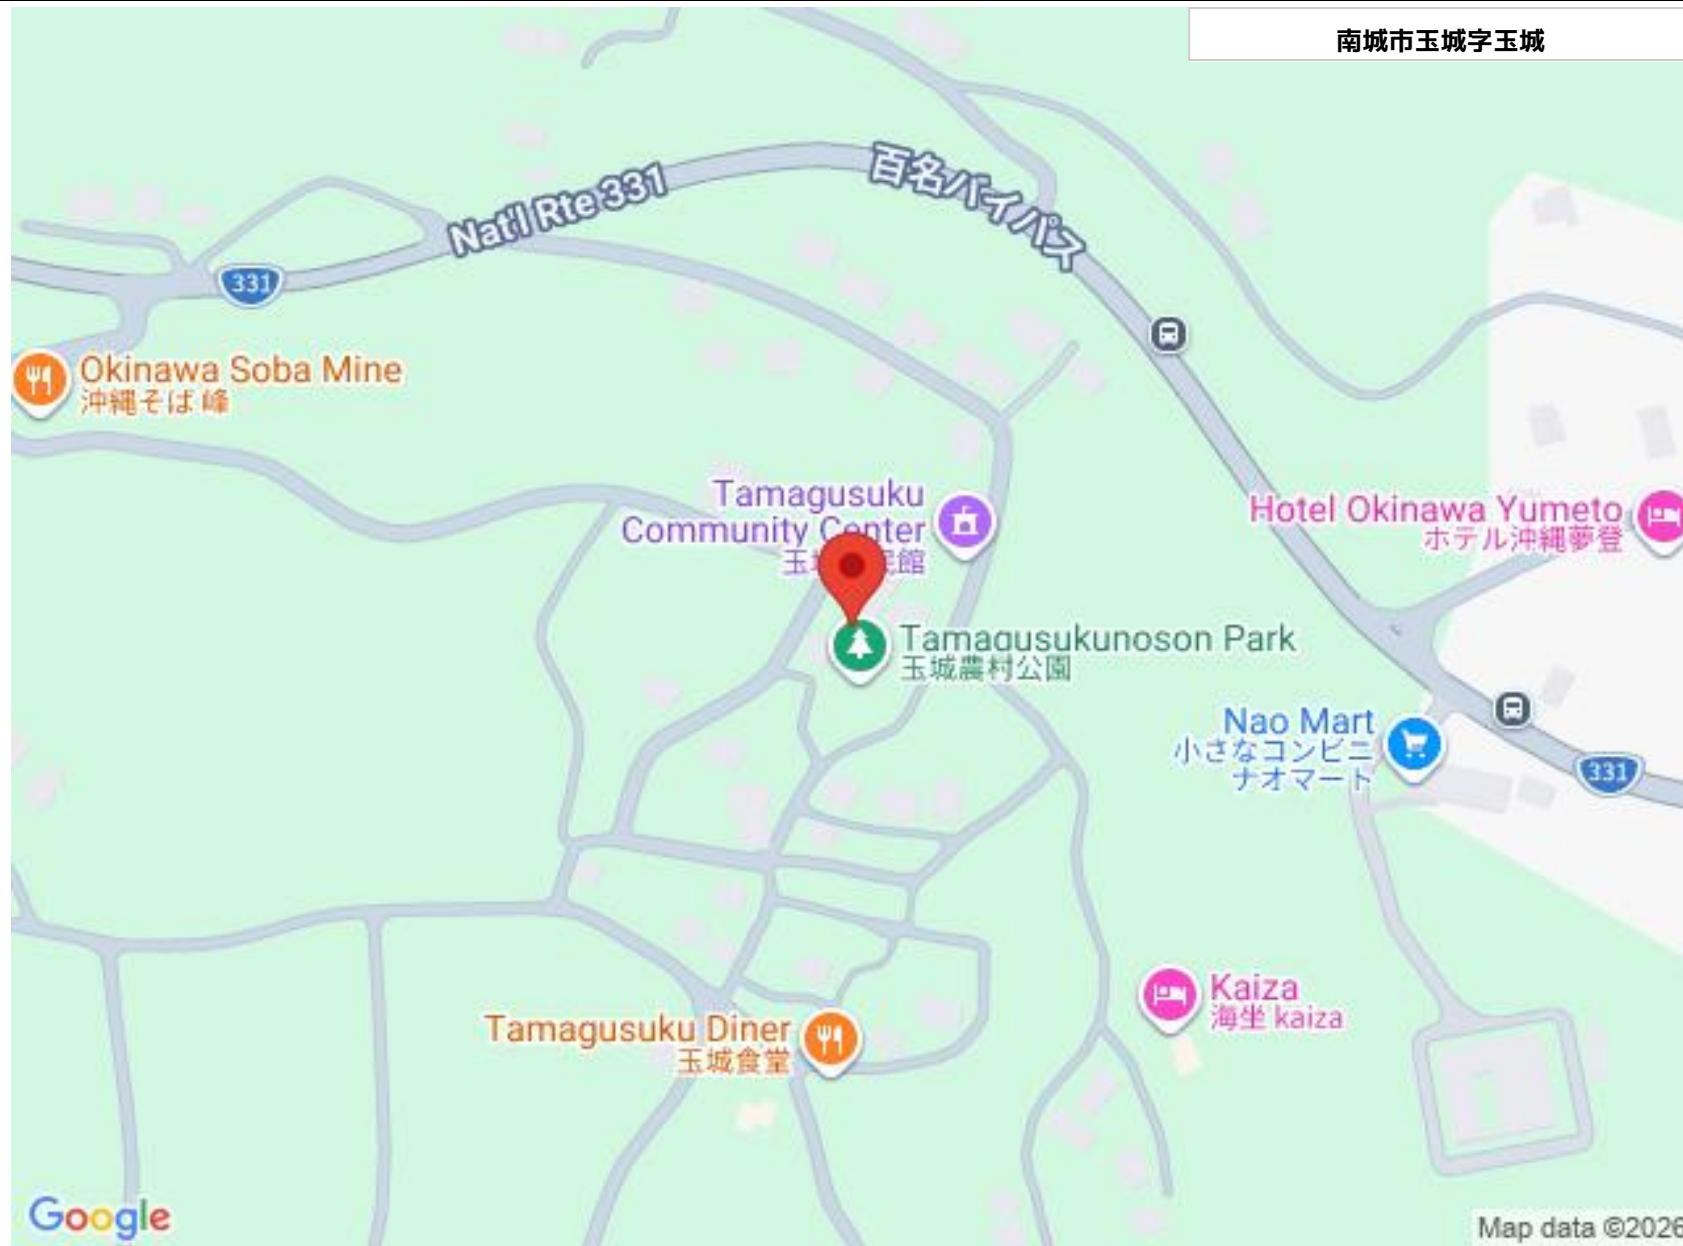 南城市玉城字玉城
百名バイパス
Nat'l Rte 331
331
Okinawa Soba Mine
沖縄そば 峰
Tamagusuku
Community Center
Hotel Okinawa Yumeto
ホテル沖縄夢登
Tamagusukunoson Park
玉城農村公園
Nao Mart
小さなコンビニ
ナオマート
331
Kaiza
海坐 kaiza
Tamagusuku Diner
玉城食堂
Google
Map data ©2026